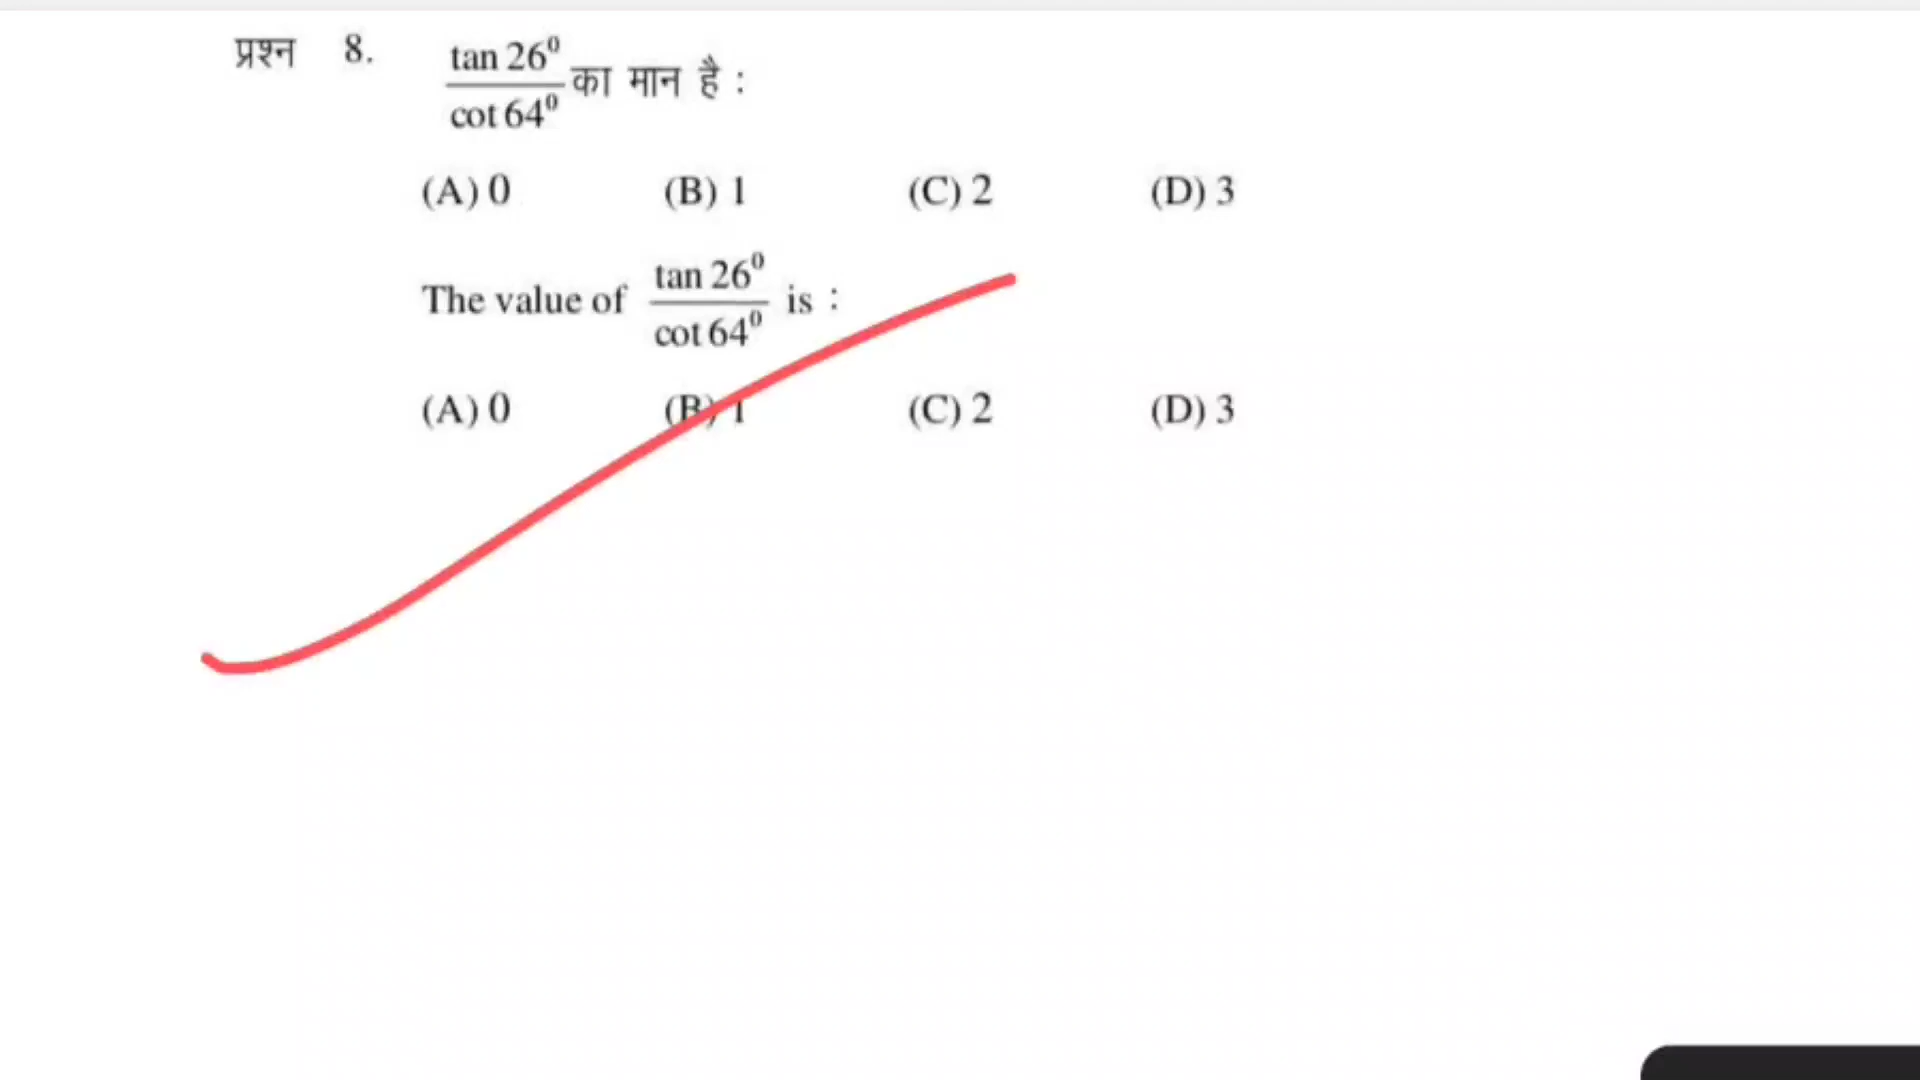 प्रश्न 8. tan 26⁰ / cot 64⁰ का मान है :
(A) 0 (B) 1 (C) 2 (D) 3
The value of tan 26⁰ / cot 64⁰ is :
(A) 0 (B) 1 (C) 2 (D) 3